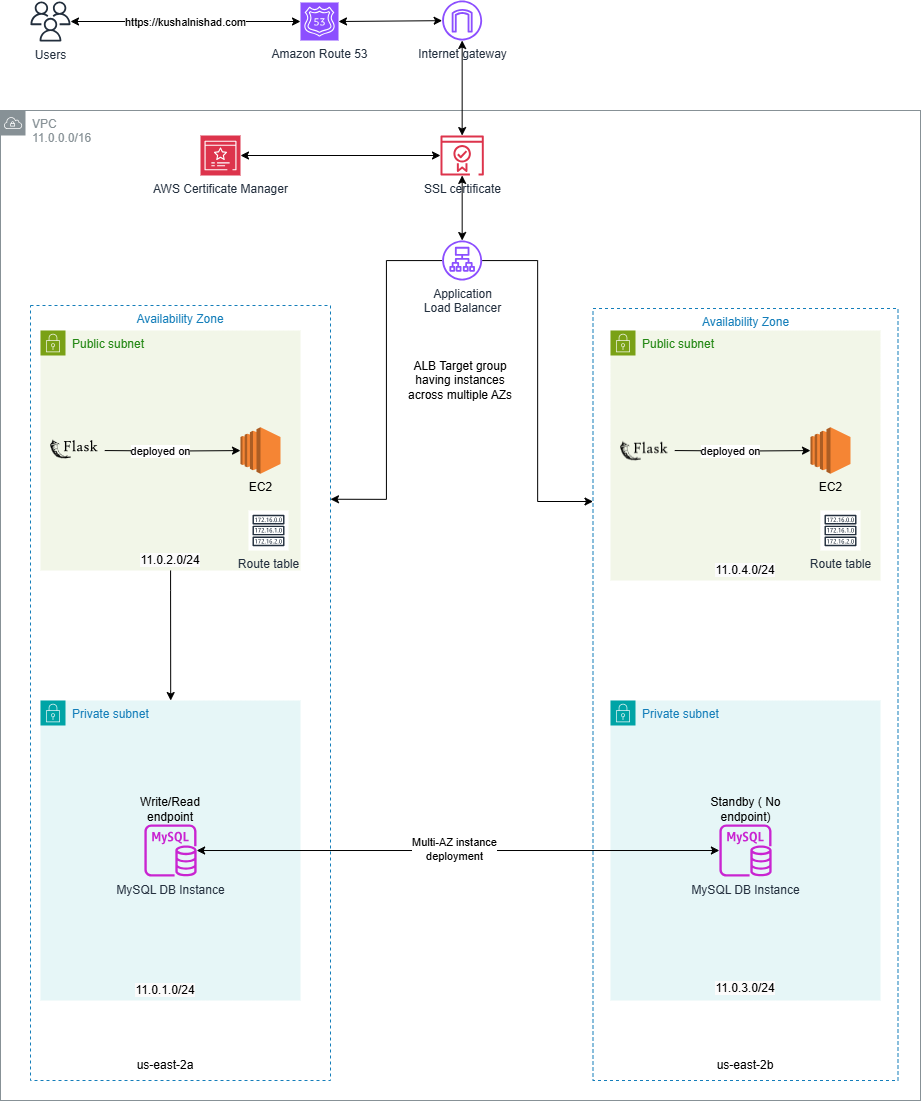 https://kushalnishad.com
53
Users
Amazon Route 53
Internet gateway
VPC
11.0.0.0/16
AWS Certificate Manager
SSL certificate
Application
Load Balancer
ALB Target group
having instances
across multiple AZs
Availability Zone
Public subnet
Flask
deployed on
EC2
172.16.0.0
172.16.1.0
172.16.2.0
Route table
11.0.2.0/24
Availability Zone
Public subnet
Flask
deployed on
EC2
172.16.0.0
172.16.1.0
172.16.2.0
Route table
11.0.4.0/24
Private subnet
Write/Read
endpoint
MySQL
MySQL DB Instance
11.0.1.0/24
us-east-2a
Multi-AZ instance
deployment
Private subnet
Standby ( No
endpoint)
MySQL
MySQL DB Instance
11.0.3.0/24
us-east-2b